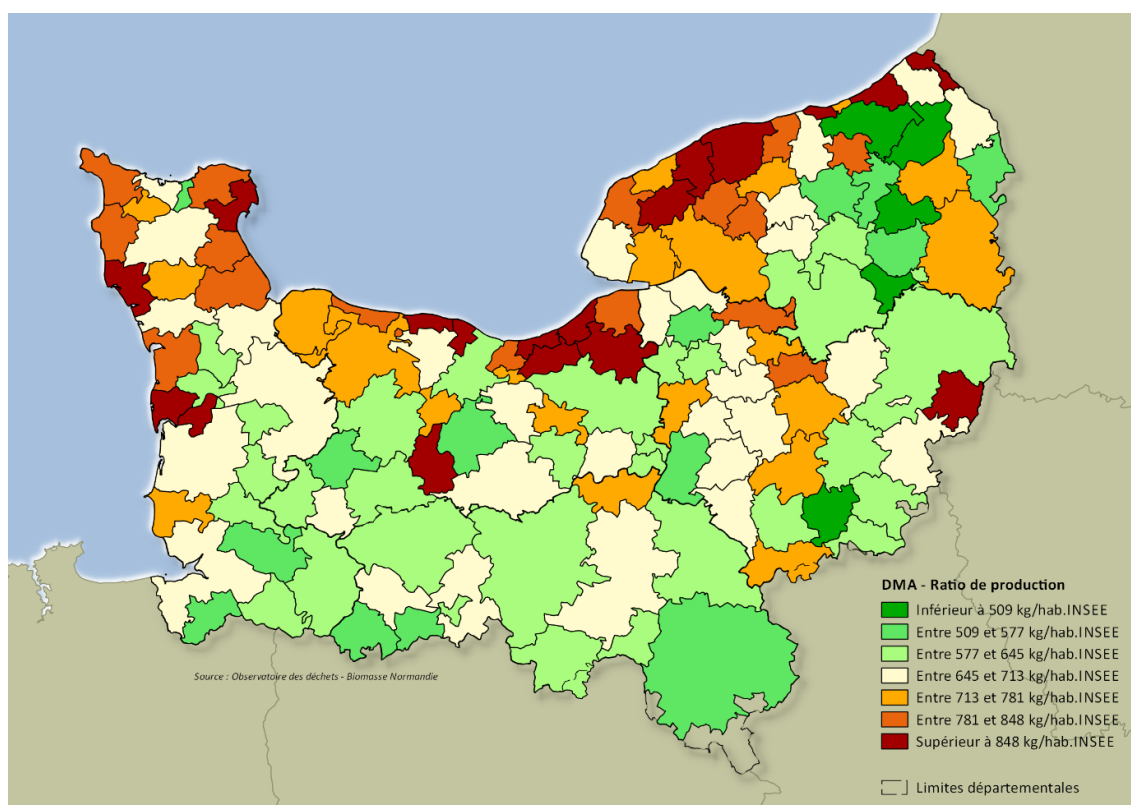 DMA - Ratio de production
Inférieur à 509 kg/hab.INSEE
Entre 509 et 577 kg/hab.INSEE
Entre 577 et 645 kg/hab.INSEE
Entre 645 et 713 kg/hab.INSEE
Entre 713 et 781 kg/hab.INSEE
Entre 781 et 848 kg/hab.INSEE
Supérieur à 848 kg/hab.INSEE
Limites départementales
Source : Observatoire des déchets - Biomasse Normandie